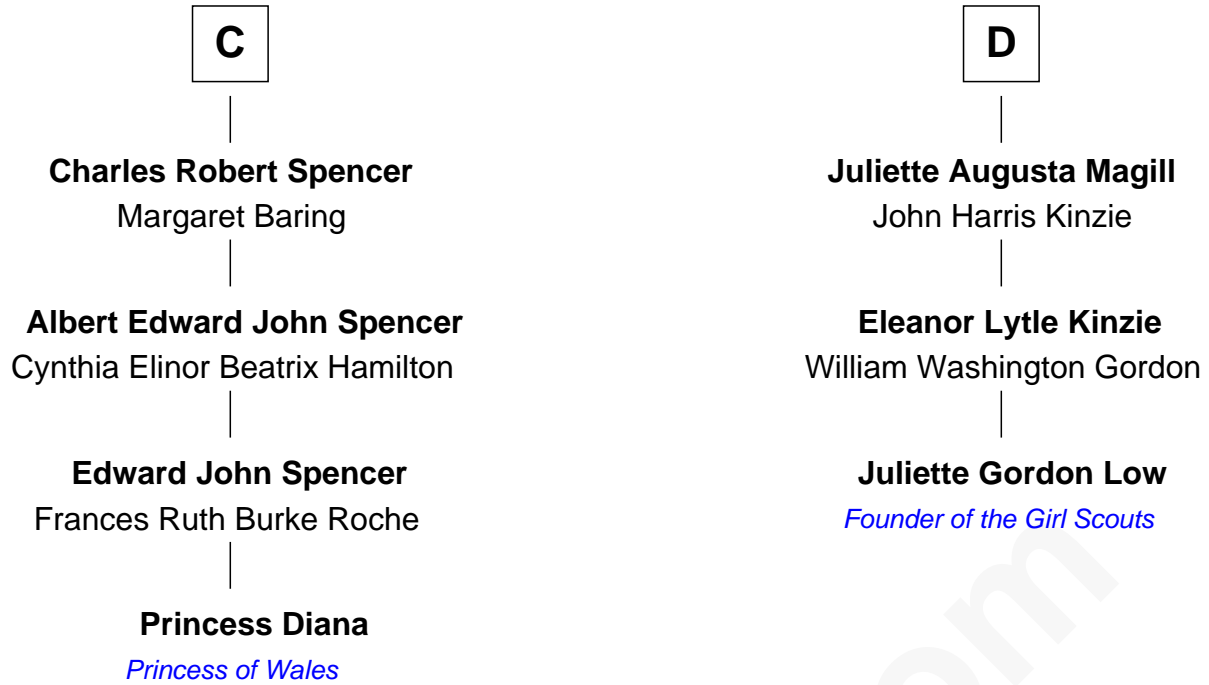 C
Charles Robert Spencer
Margaret Baring
Albert Edward John Spencer
Cynthia Elinor Beatrix Hamilton
Edward John Spencer
Frances Ruth Burke Roche
Princess Diana
Princess of Wales
D
Juliette Augusta Magill
John Harris Kinzie
Eleanor Lytle Kinzie
William Washington Gordon
Juliette Gordon Low
Founder of the Girl Scouts
om